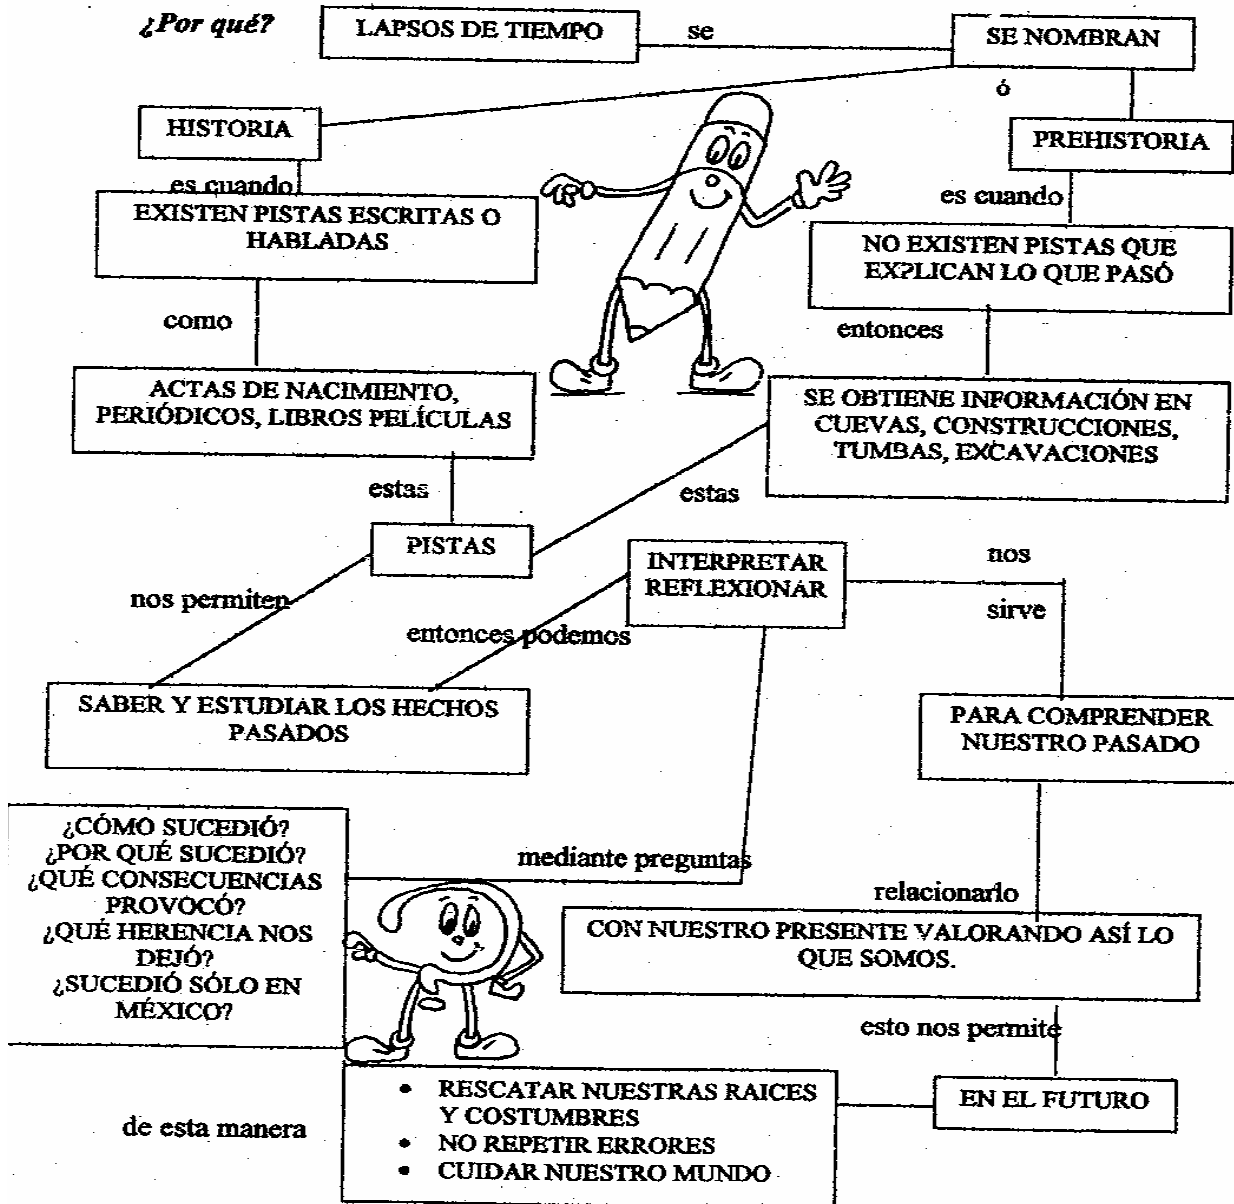 ¿Por qué?
LAPSOS DE TIEMPO
se
SE NOMBRAN
ó
HISTORIA
PREHISTORIA
es cuando
es cuando
EXISTEN PISTAS ESCRITAS O
HABLADAS
NO EXISTEN PISTAS QUE
EXPLICAN LO QUE PASÓ
como
entonces
ACTAS DE NACIMIENTO,
PERIÓDICOS, LIBROS PELÍCULAS
SE OBTIENE INFORMACIÓN EN
CUEVAS, CONSTRUCCIONES,
TUMBAS, EXCAVACIONES
estas
estas
PISTAS
INTERPRETAR
REFLEXIONAR
nos
sirve
nos permiten
entonces podemos
SABER Y ESTUDIAR LOS HECHOS
PASADOS
PARA COMPRENDER
NUESTRO PASADO
¿CÓMO SUCEDIÓ?
¿POR QUÉ SUCEDIÓ?
¿QUÉ CONSECUENCIAS
PROVOCÓ?
¿QUÉ HERENCIA NOS
DEJÓ?
¿SUCEDIÓ SÓLO EN
MÉXICO?
mediante preguntas
relacionarlo
CON NUESTRO PRESENTE VALORANDO ASÍ LO
QUE SOMOS.
esto nos permite
EN EL FUTURO
de esta manera
• RESCATAR NUESTRAS RAICES
Y COSTUMBRES
• NO REPETIR ERRORES
• CUIDAR NUESTRO MUNDO